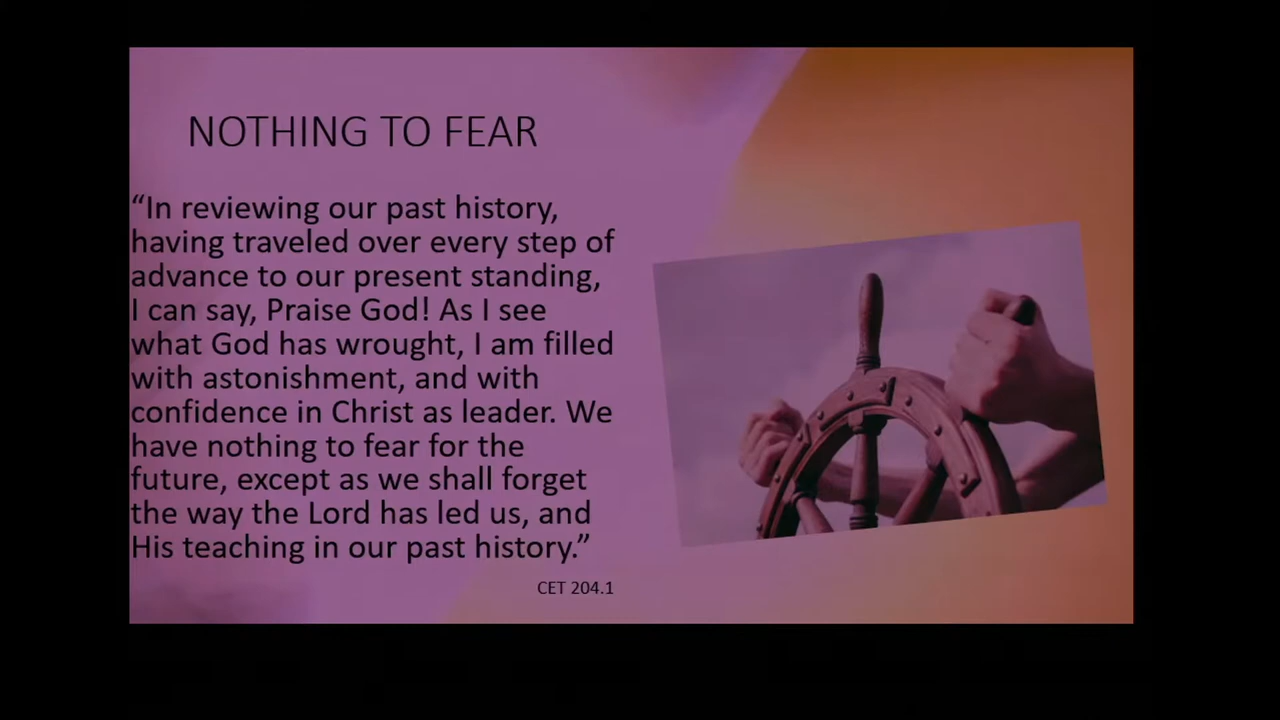 NOTHING TO FEAR
“In reviewing our past history,
having traveled over every step of
advance to our present standing,
I can say, Praise God! As I see
what God has wrought, I am filled
with astonishment, and with
confidence in Christ as leader. We
have nothing to fear for the
future, except as we shall forget
the way the Lord has led us, and
His teaching in our past history.”
CET 204.1